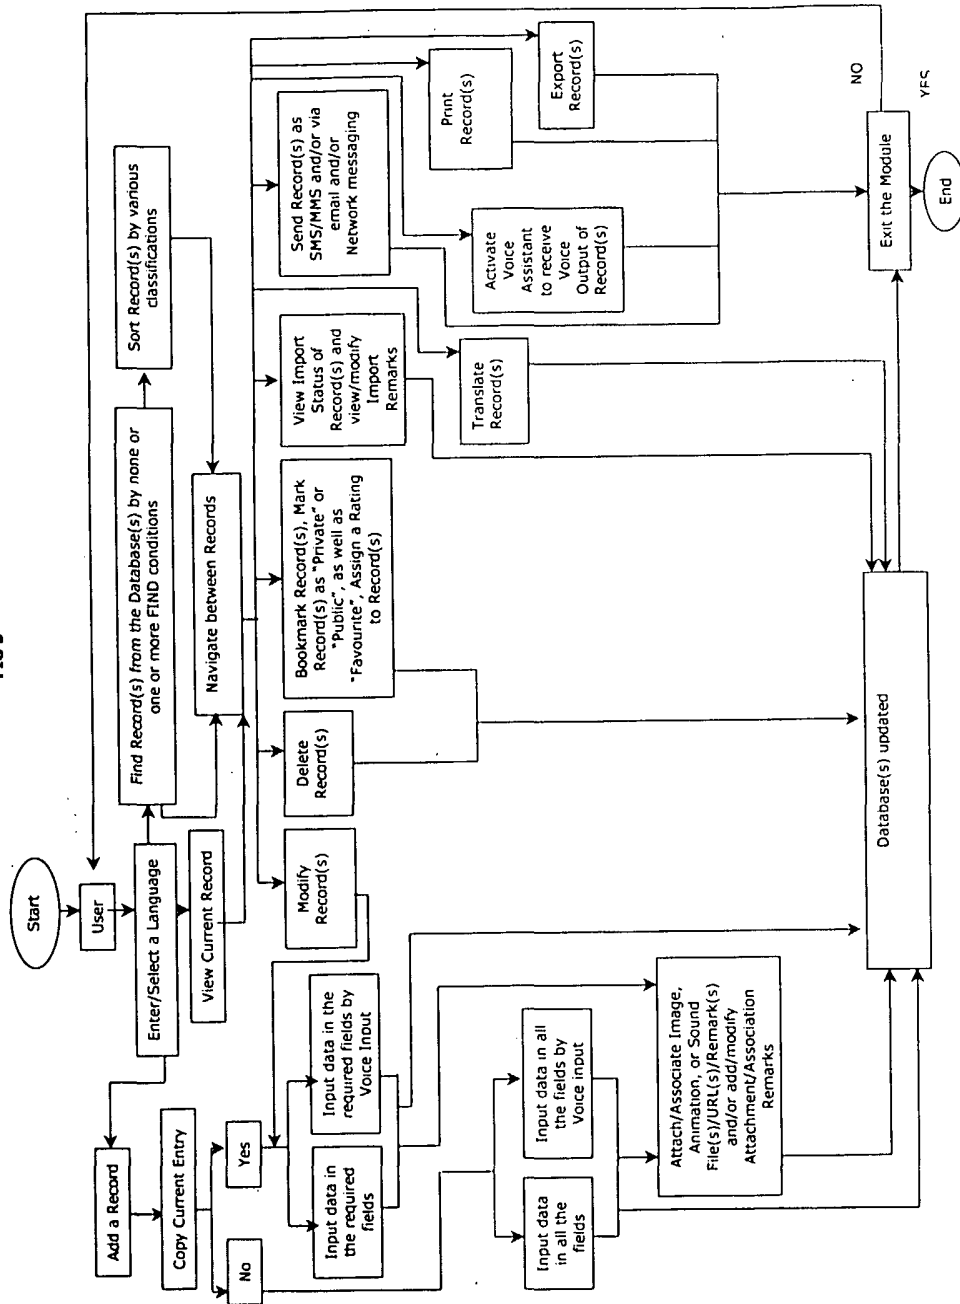 Start
User
Enter/Select a Language
View Current Record
Add a Record
Copy Current Entry
Yes
No
Find Record(s) from the Database(s) by none or
one or more FIND conditions
Sort Record(s) by various
classifications
Navigate between Records
Modify
Record(s)
Delete
Record(s)
Bookmark Record(s), Mark
Record(s) as "Private" or
"Public", as well as
"Favourite", Assign a Rating
to Record(s)
View Import
Status of
Record(s) and
view/modify
Import
Remarks
Send Record(s) as
SMS/MMS and/or via
email and/or
Network messaging
Print
Record(s)
Export
Record(s)
Translate
Record(s)
Activate
Voice
Assistant
to receive
Voice
Output of
Record(s)
Input data in
the required
fields
Input data in the
required fields by
Voice Input
Input data
in all the
fields
Input data in all
the fields by
Voice input
Attach/Associate Image,
Animation, or Sound
File(s)/URL(s)/Remark(s)
and/or add/modify
Attachment/Association
Remarks
Database(s) updated
Exit the Module
NO
YES
End